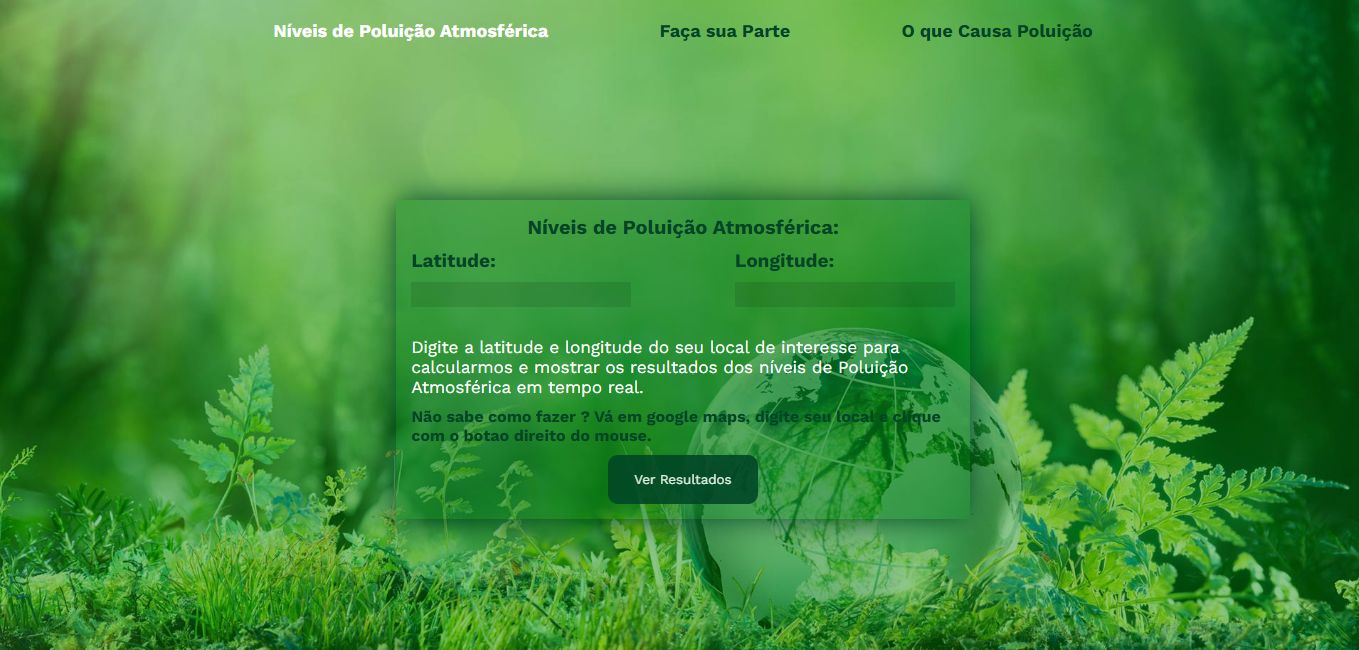 Níveis de Poluição Atmosférica
Faça sua Parte
O que Causa Poluição
Níveis de Poluição Atmosférica:
Latitude:
Longitude:
Digite a latitude e longitude do seu local de interesse para
calcularmos e mostrar os resultados dos níveis de Poluição
Atmosférica em tempo real.
Não sabe como fazer ? Vá em google maps, digite seu local e clique
com o botao direito do mouse.
Ver Resultados